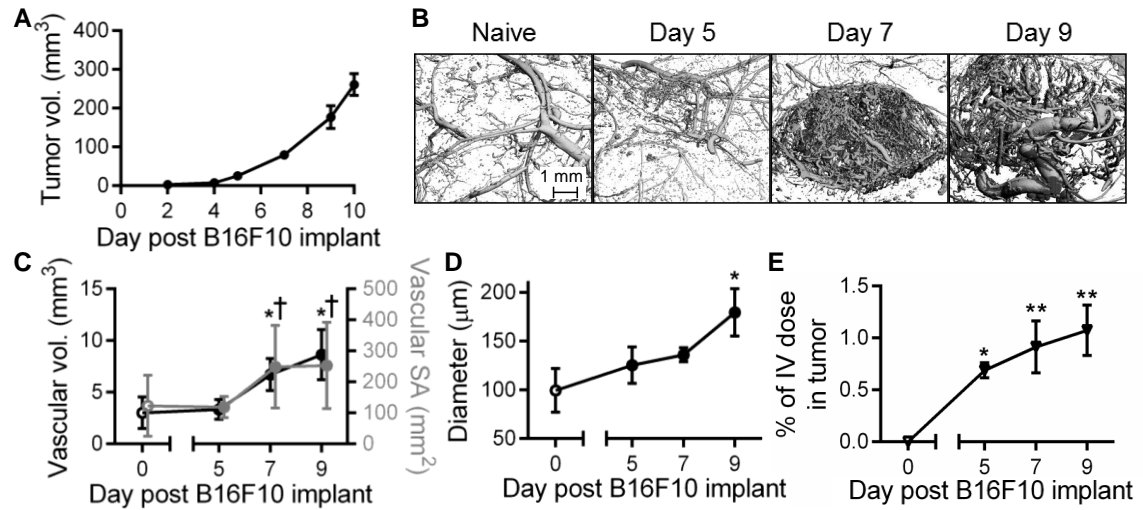 A
Tumor vol. (mm³)
400
300
200
100
0
0 2 4 6 8 10
Day post B16F10 implant
B
Naive Day 5 Day 7 Day 9
1 mm
C
Vascular vol. (mm³)
15
10
5
0
*† *†
500
400
300
200
100
0
Vascular SA (mm²)
0 5 7 9
Day post B16F10 implant
D
Diameter (μm)
200
150
100
50
*
0 5 7 9
Day post B16F10 implant
E
% of IV dose
in tumor
1.5
1.0
0.5
0.0
* ** **
0 5 7 9
Day post B16F10 implant